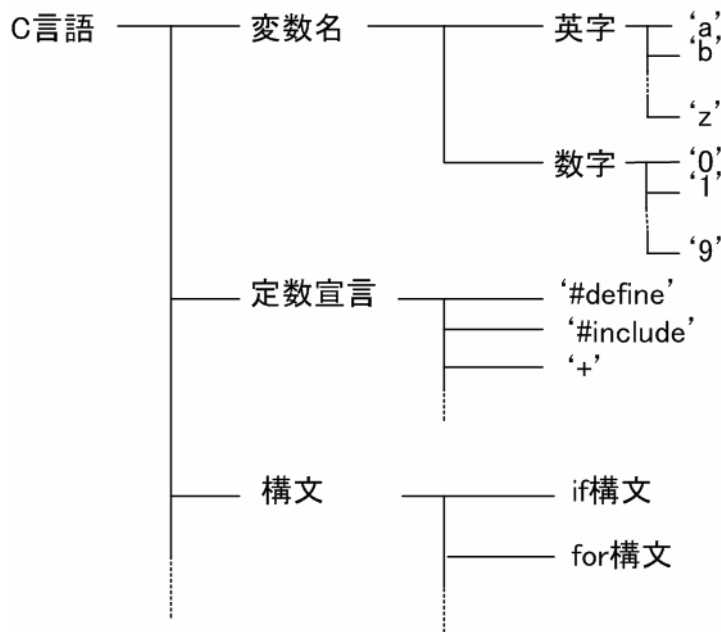 C言語 変数名 英字 ‘a’
‘b’
‘z’
数字 ‘0’
‘1’
‘9’
定数宣言 ‘#define’
‘#include’
‘+’
構文 if構文
for構文